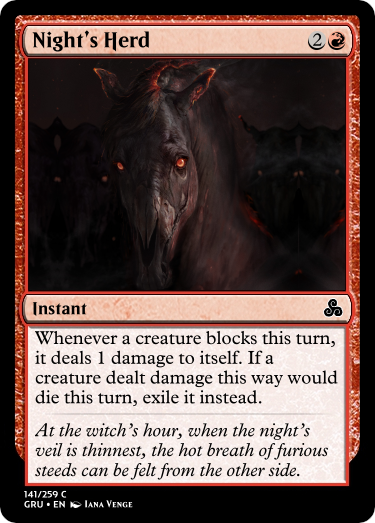 Night's Herd 2
Instant
Whenever a creature blocks this turn,
it deals 1 damage to itself. If a
creature dealt damage this way would
die this turn, exile it instead.
At the witch's hour, when the night's
veil is thinnest, the hot breath of furious
steeds can be felt from the other side.
141/259 C
GRU • EN Iana Venge